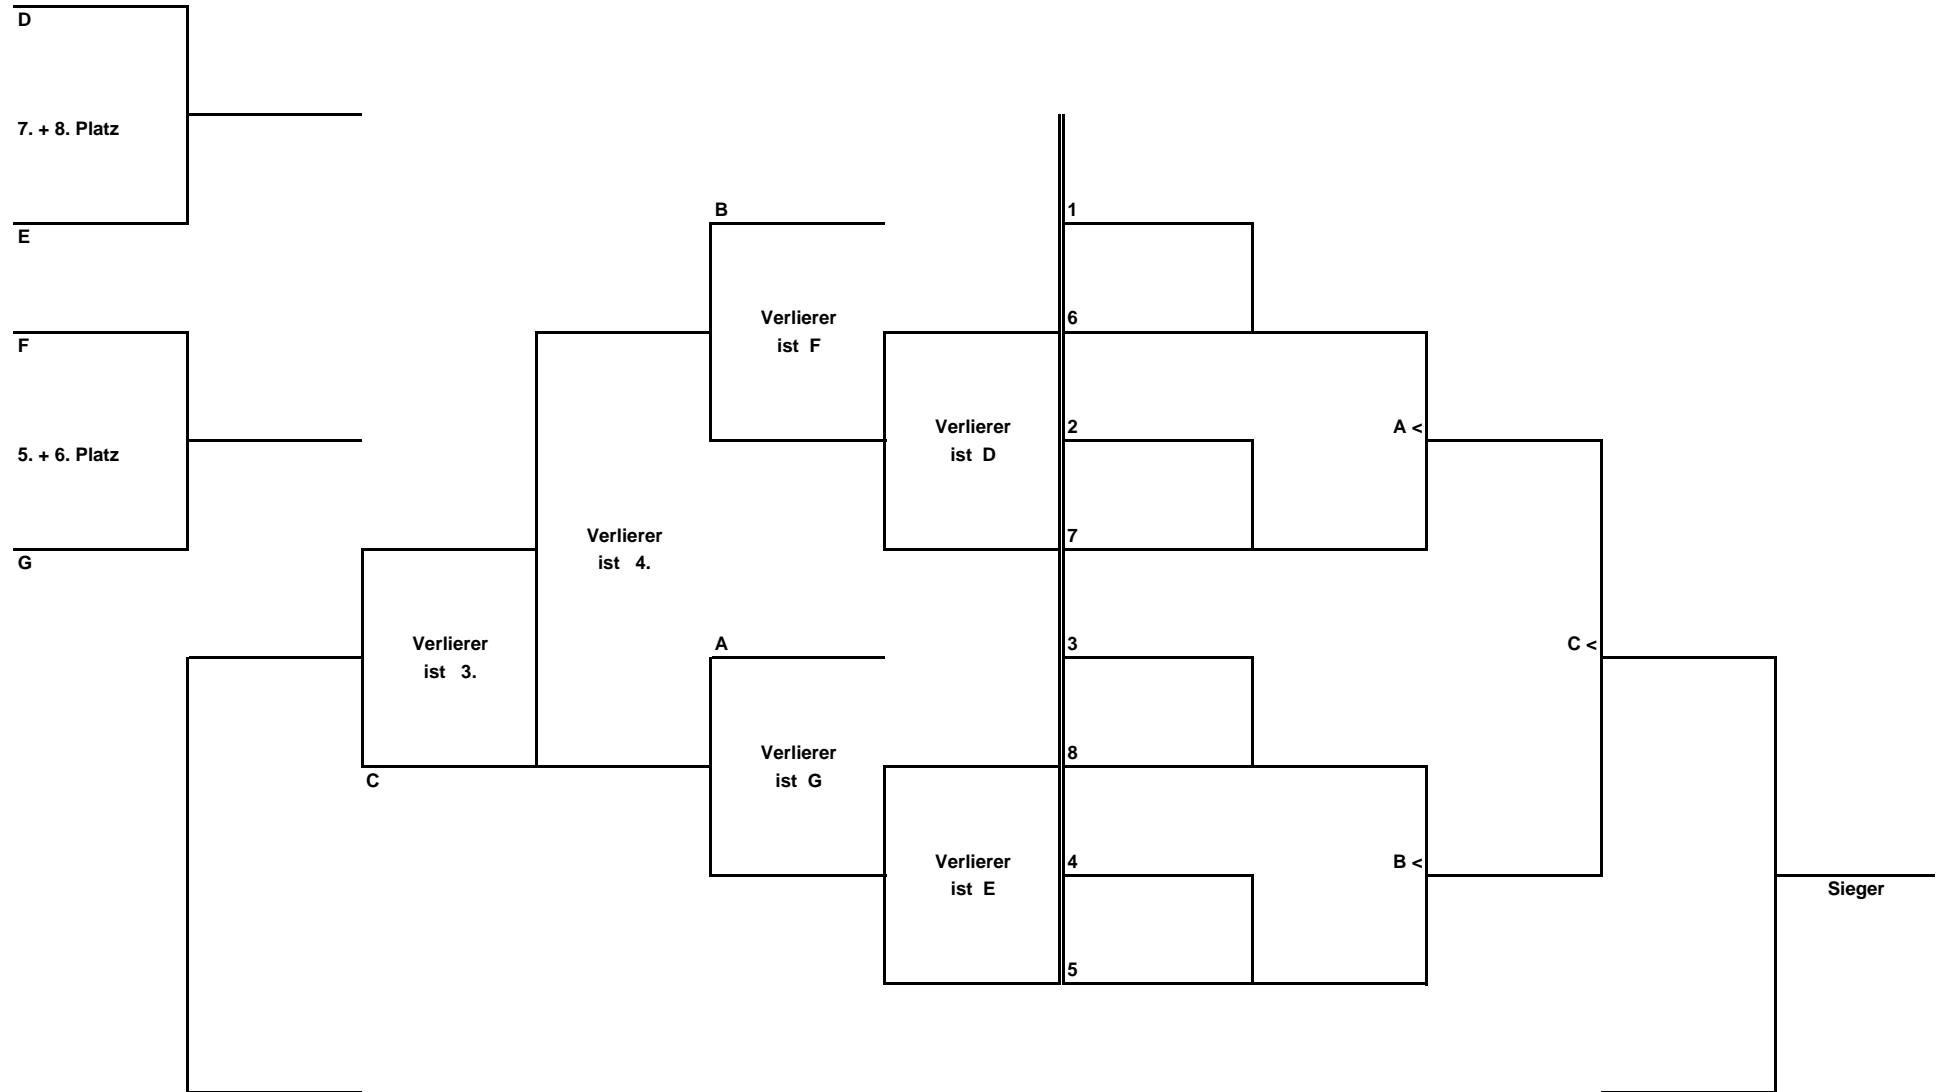 D
7. + 8. Platz
E
F
5. + 6. Platz
G
B
Verlierer
ist F
Verlierer
ist D
Verlierer
ist 4.
Verlierer
ist 3.
C
A
Verlierer
ist G
Verlierer
ist E
1
6
2
7
3
8
4
5
A <
B <
C <
Sieger